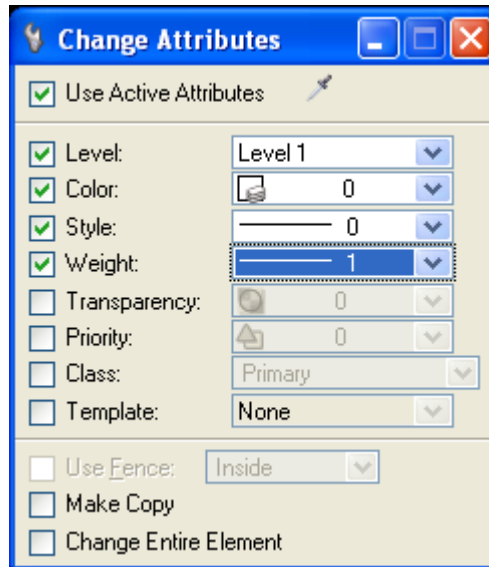 Change Attributes
Use Active Attributes
Level: Level 1
Color: 0
Style: 0
Weight: 1
Transparency: 0
Priority: 0
Class: Primary
Template: None
Use Fence: Inside
Make Copy
Change Entire Element